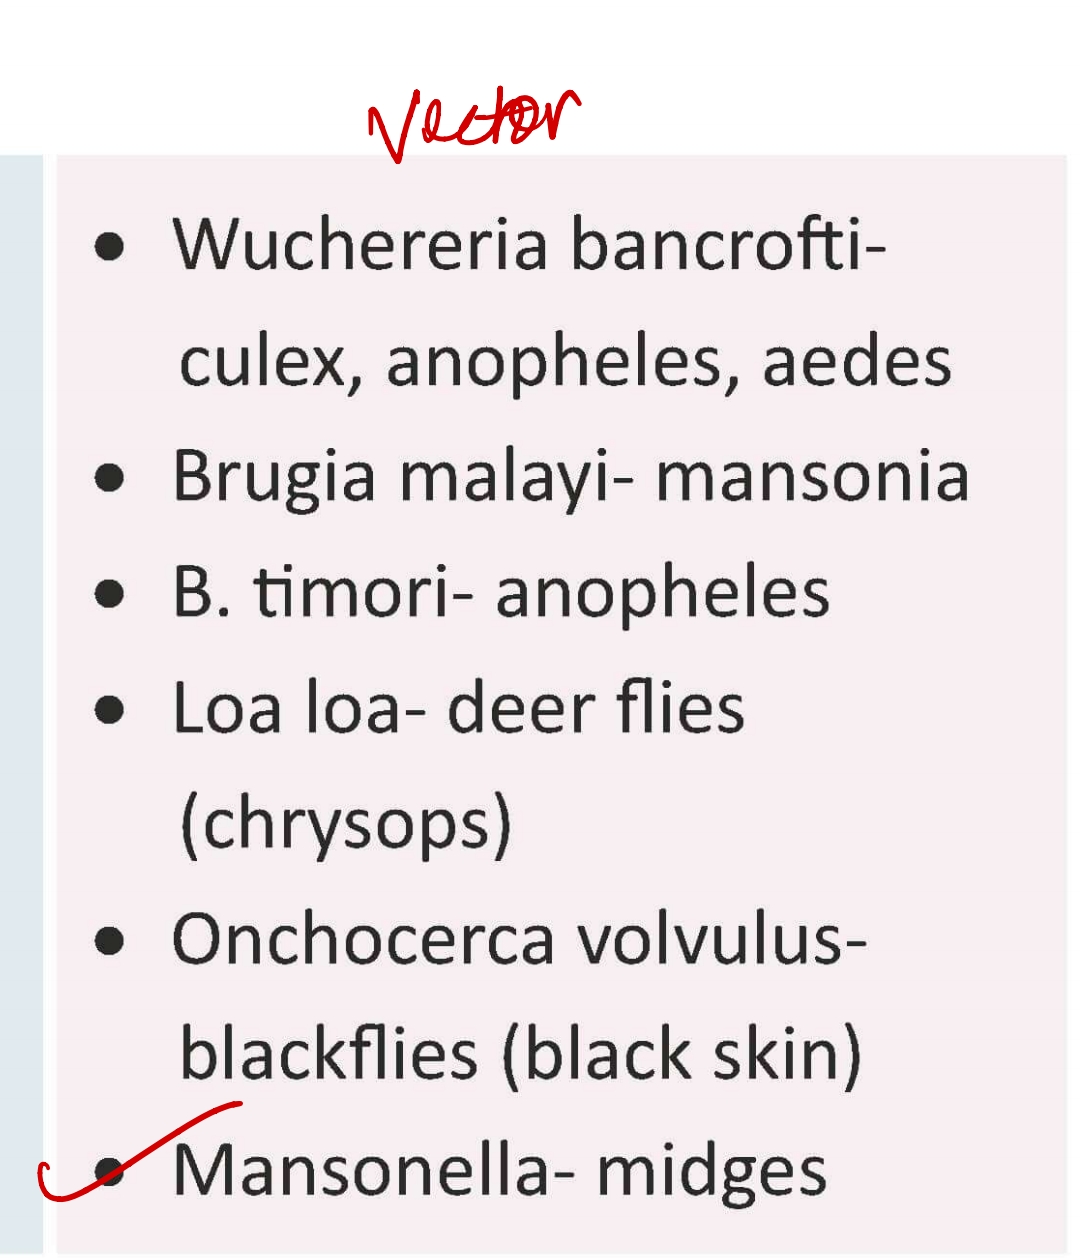 Vector
• Wuchereria bancrofti-
culex, anopheles, aedes
• Brugia malayi- mansonia
• B. timori- anopheles
• Loa loa- deer flies
(chrysops)
• Onchocerca volvulus-
blackflies (black skin)
• Mansonella- midges